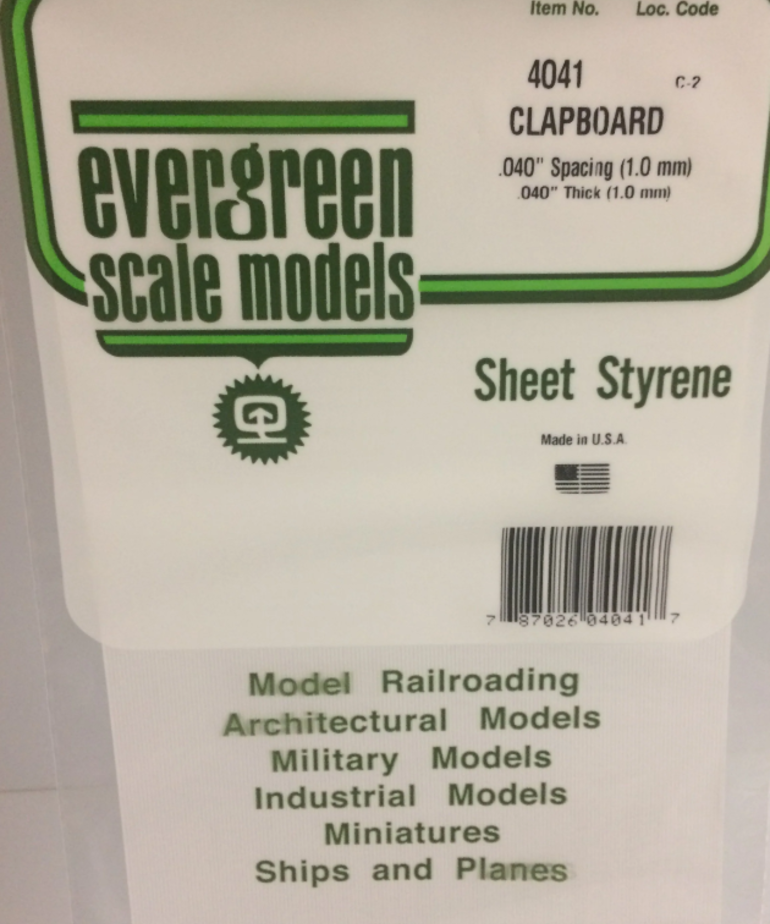 Item No. Loc. Code
4041 C-2
CLAPBOARD
.040" Spacing (1.0 mm)
.040" Thick (1.0 mm)
evergreen
scale models
Sheet Styrene
Made in U.S.A.
7 87026 04041 7
Model Railroading
Architectural Models
Military Models
Industrial Models
Miniatures
Ships and Planes